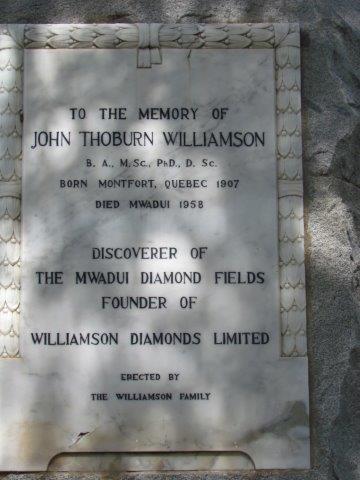 TO THE MEMORY OF
JOHN THOBURN WILLIAMSON
B. A., M. Sc., PhD., D. Sc.
BORN MONTFORT, QUEBEC 1907
DIED MWADUI 1958
DISCOVERER OF
THE MWADUI DIAMOND FIELDS
FOUNDER OF
WILLIAMSON DIAMONDS LIMITED
ERECTED BY
THE WILLIAMSON FAMILY